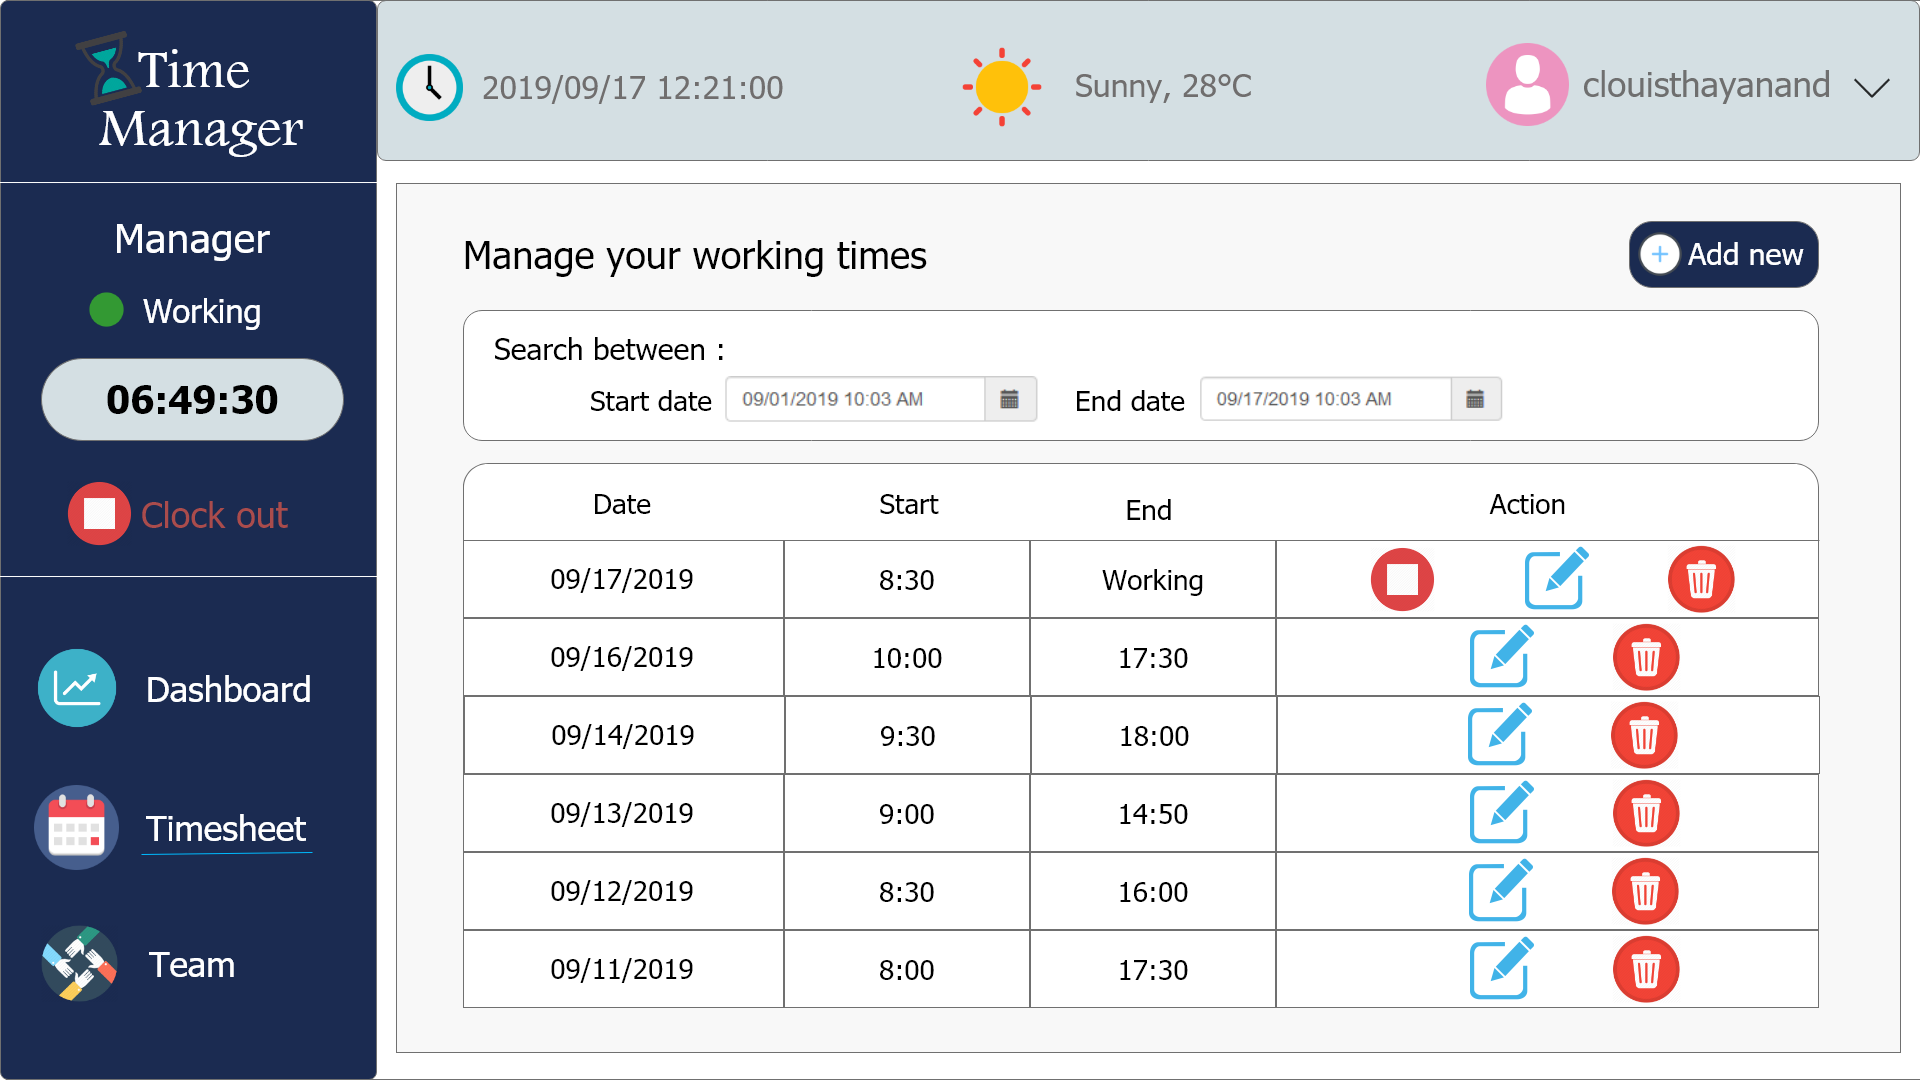 Time
Manager
2019/09/17 12:21:00
Sunny, 28°C
clouisthayanand
Manager
Working
06:49:30
Clock out
Dashboard
Timesheet
Team
Manage your working times
Add new
Search between :
Start date 09/01/2019 10:03 AM End date 09/17/2019 10:03 AM
Date Start End Action
09/17/2019 8:30 Working
09/16/2019 10:00 17:30
09/14/2019 9:30 18:00
09/13/2019 9:00 14:50
09/12/2019 8:30 16:00
09/11/2019 8:00 17:30